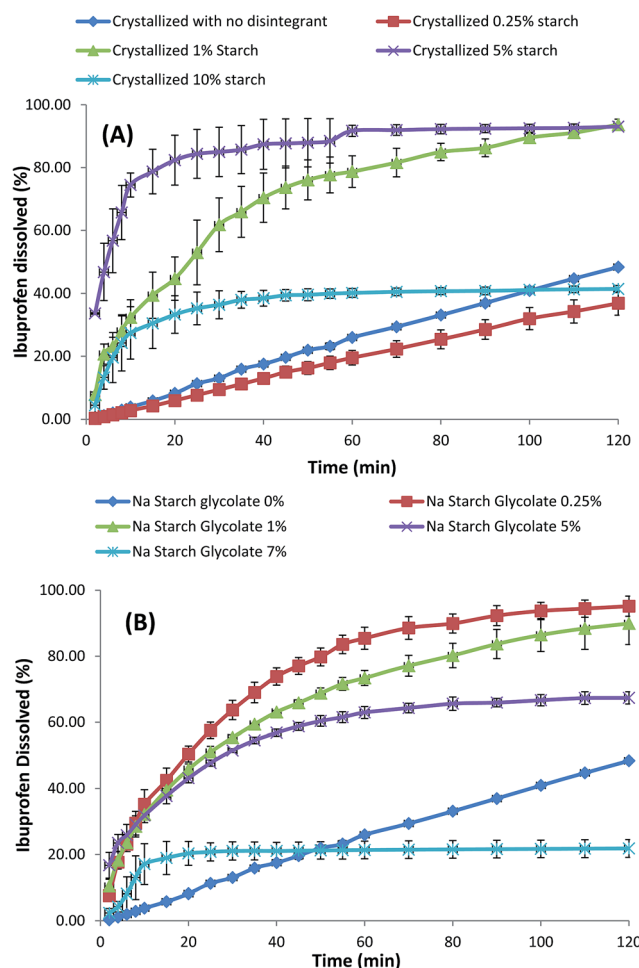 Crystallized with no disintegrant Crystallized 0.25% starch
Crystallized 1% Starch Crystallized 5% starch
Crystallized 10% starch
100.00
(A)
80.00
60.00
40.00
20.00
0.00
Ibuprofen dissolved (%)
0 20 40 60 80 100 120
Time (min)
Na Starch glycolate 0% Na Starch Glycolate 0.25%
Na Starch Glycolate 1% Na Starch Glycolate 5%
Na Starch Glycolate 7%
100.00
(B)
80.00
60.00
40.00
20.00
0.00
Ibuprofen Dissolved (%)
0 20 40 60 80 100 120
Time (min)